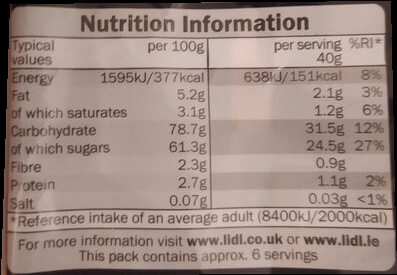 Nutrition Information
Typical values per 100g per serving 40g %RI*
Energy 1595kJ/377kcal 638kJ/151kcal 8%
Fat 5.2g 2.1g 3%
of which saturates 3.1g 1.2g 6%
Carbohydrate 78.7g 31.5g 12%
of which sugars 61.3g 24.5g 27%
Fibre 2.3g 0.9g
Protein 2.7g 1.1g 2%
Salt 0.07g 0.03g <1%
*Reference intake of an average adult (8400kJ/2000kcal)
For more information visit www.lidl.co.uk or www.lidl.ie
This pack contains approx. 6 servings